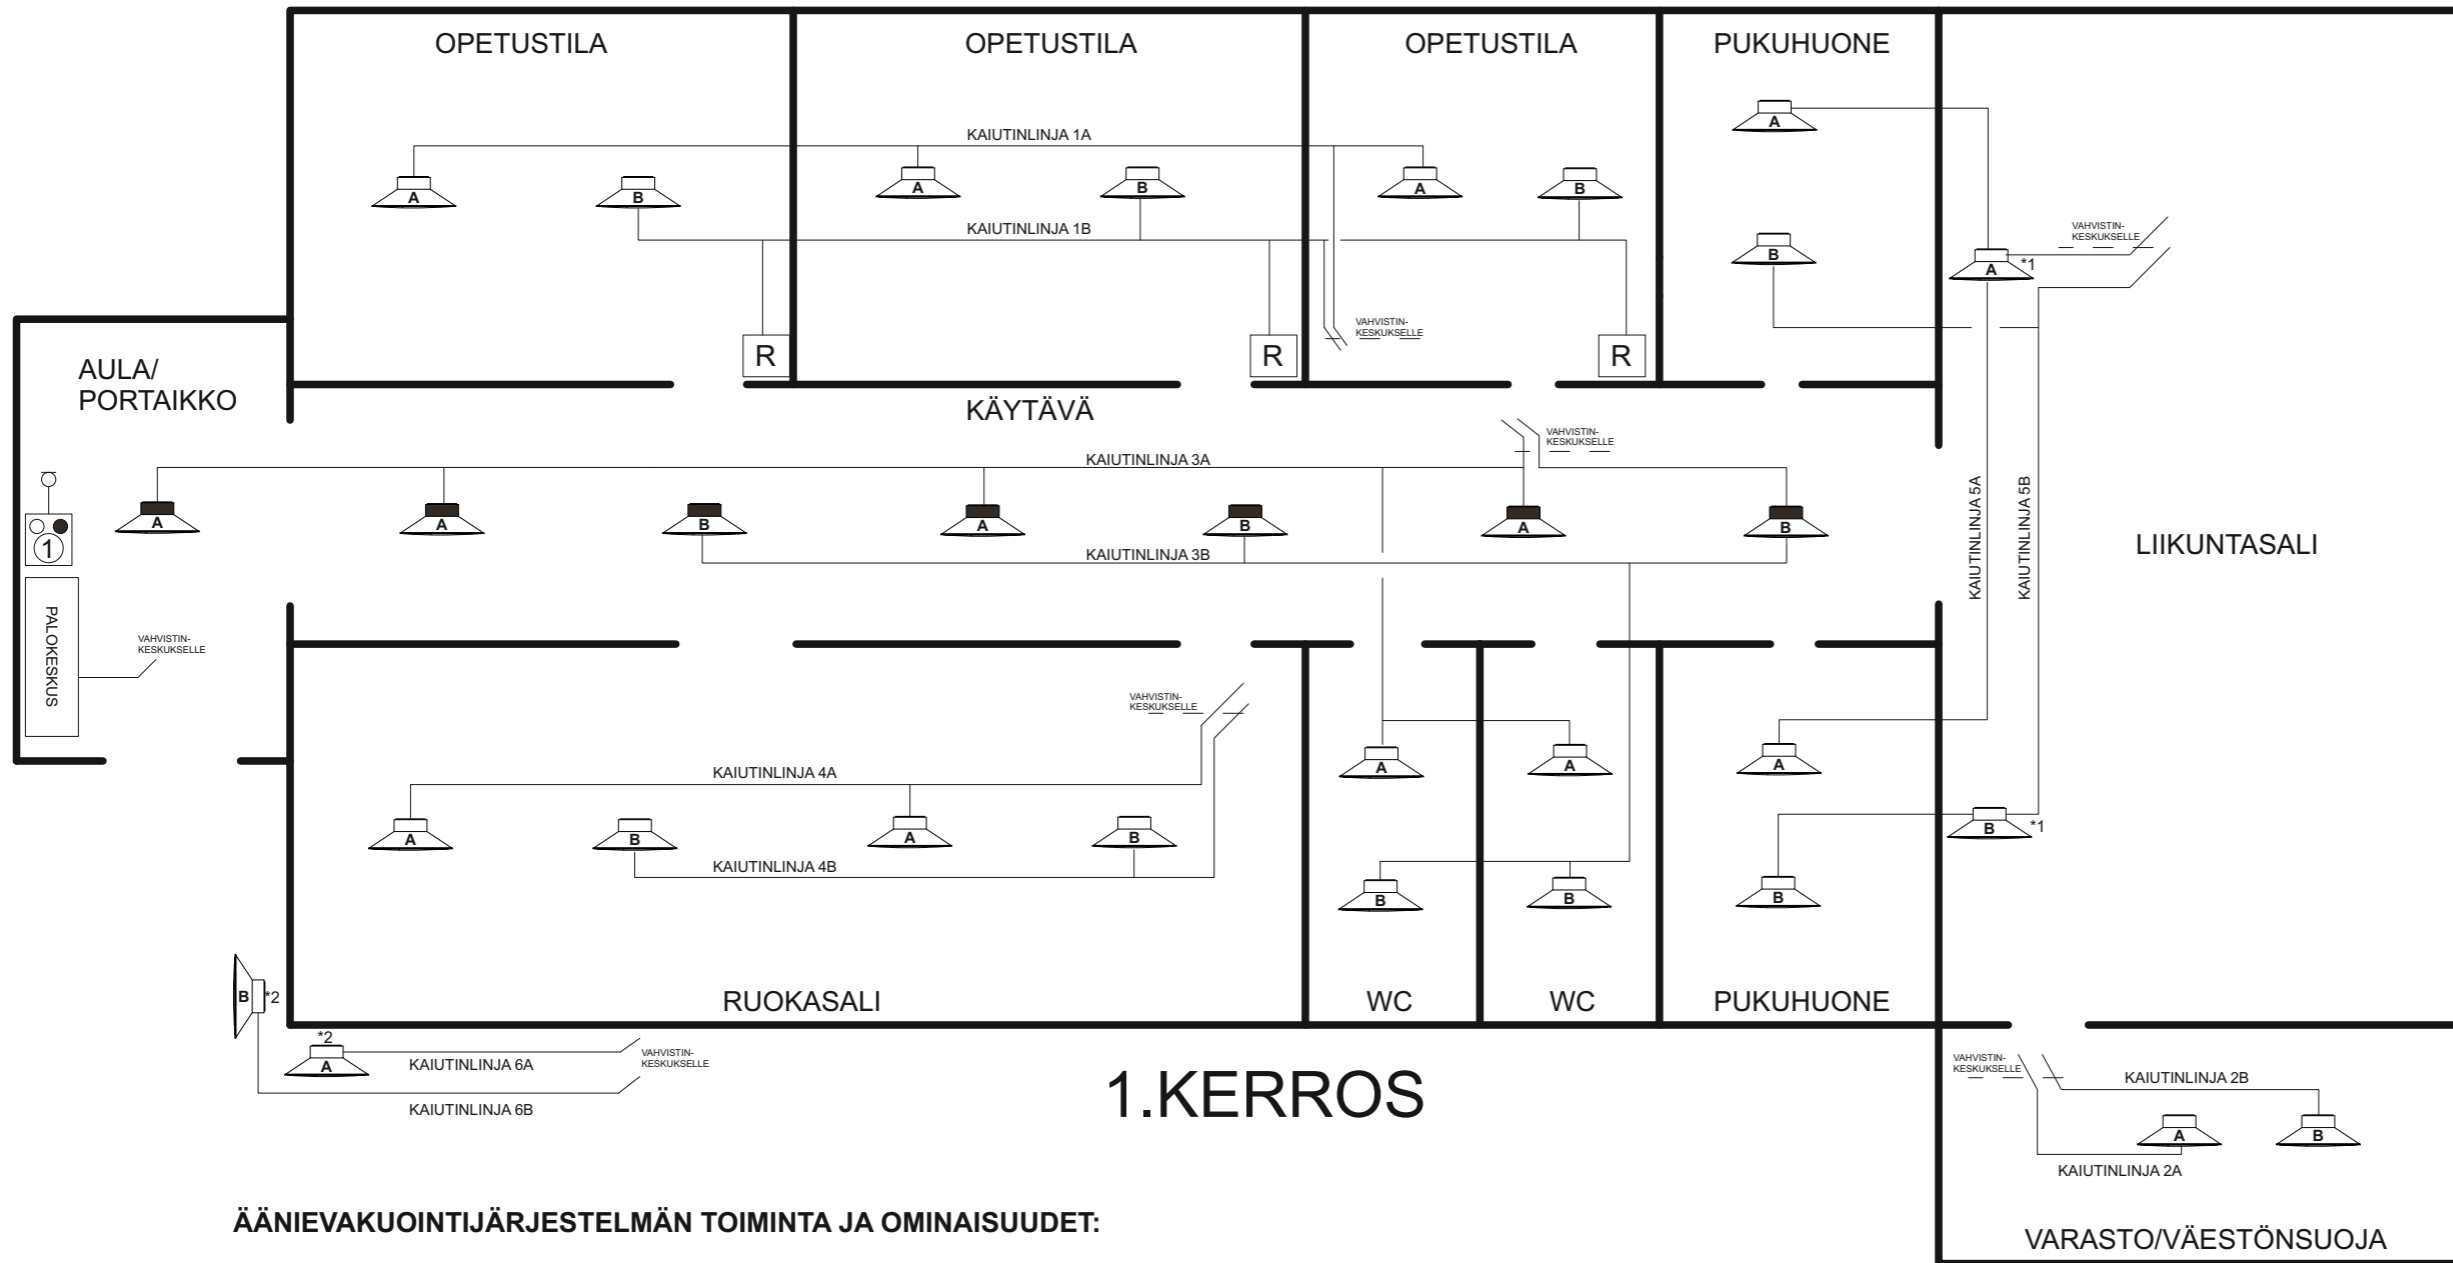 OPETUSTILA
OPETUSTILA
OPETUSTILA
PUKUHUONE
A
KAIUTINLINJA 1A
A
B
A
B
A
B
KAIUTINLINJA 1B
B
VAHVISTIN-
KESKUKSELLE
A
*1
VAHVISTIN-
KESKUKSELLE
R
R
R
AULA/
PORTAIKKO
KÄYTÄVÄ
VAHVISTIN-
KESKUKSELLE
KAIUTINLINJA 3A
A
A
B
A
B
A
B
1
KAIUTINLINJA 3B
KAIUTINLINJA 5A
KAIUTINLINJA 5B
LIIKUNTASALI
PALOKESKUS
VAHVISTIN-
KESKUKSELLE
VAHVISTIN-
KESKUKSELLE
KAIUTINLINJA 4A
A
A
A
A
B
A
B
B
*1
KAIUTINLINJA 4B
B
B
B
RUOKASALI
WC
WC
PUKUHUONE
B
*2
*2
A
KAIUTINLINJA 6A
VAHVISTIN-
KESKUKSELLE
KAIUTINLINJA 6B
1.KERROS
VAHVISTIN-
KESKUKSELLE
KAIUTINLINJA 2B
A
B
KAIUTINLINJA 2A
ÄÄNIEVAKUOINTIJÄRJESTELMÄN TOIMINTA JA OMINAISUUDET:
VARASTO/VÄESTÖNSUOJA